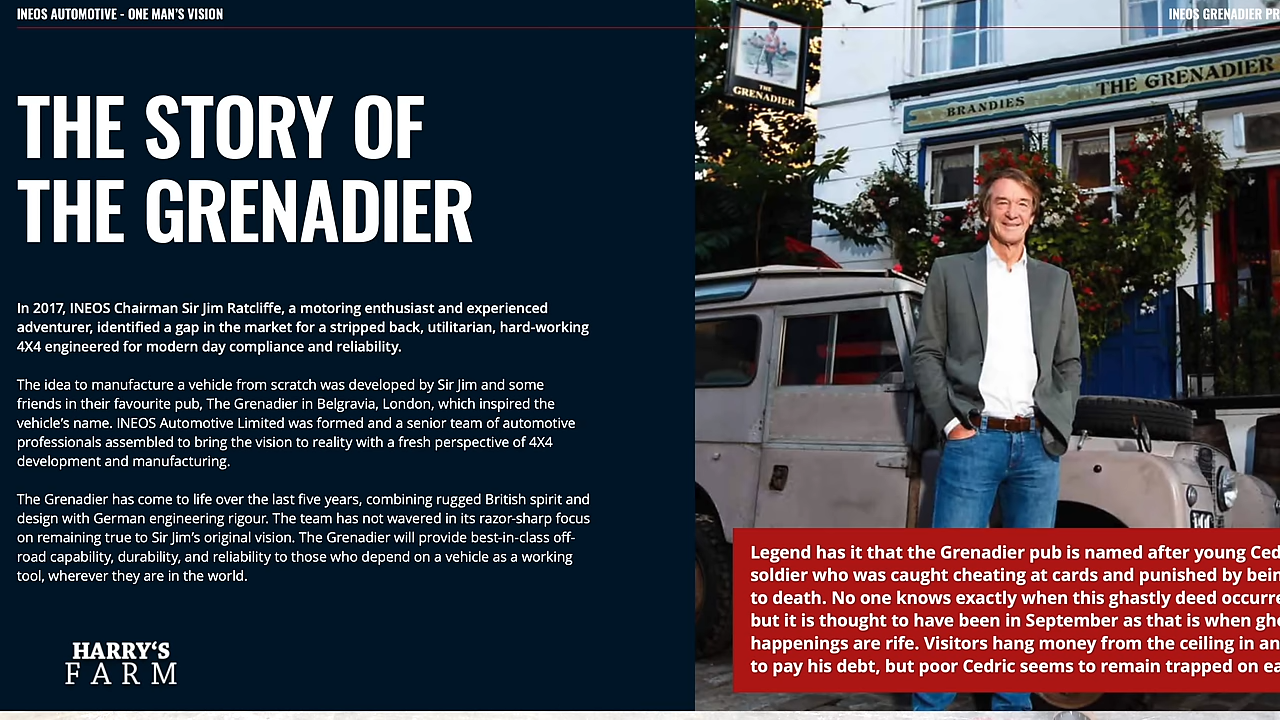 INEOS AUTOMOTIVE - ONE MAN'S VISION
INEOS GRENADIER
THE STORY OF
THE GRENADIER
In 2017, INEOS Chairman Sir Jim Ratcliffe, a motoring enthusiast and experienced
adventurer, identified a gap in the market for a stripped back, utilitarian, hard-working
4X4 engineered for modern day compliance and reliability.
The idea to manufacture a vehicle from scratch was developed by Sir Jim and some
friends in their favourite pub, The Grenadier in Belgravia, London, which inspired the
vehicle's name. INEOS Automotive Limited was formed and a senior team of automotive
professionals assembled to bring the vision to reality with a fresh perspective of 4X4
development and manufacturing.
The Grenadier has come to life over the last five years, combining rugged British spirit and
design with German engineering rigour. The team has not wavered in its razor-sharp focus
on remaining true to Sir Jim's original vision. The Grenadier will provide best-in-class off-
road capability, durability, and reliability to those who depend on a vehicle as a working
tool, wherever they are in the world.
HARRY'S
FARM
THE
GRENADIER
BRANDIES THE GRENADIER
Legend has it that the Grenadier pub is named after young
soldier who was caught cheating at cards and punished by
to death. No one knows exactly when this ghastly deed
but it is thought to have been in September as that is when
happenings are rife. Visitors hang money from the ceiling in
to pay his debt, but poor Cedric seems to remain trapped on